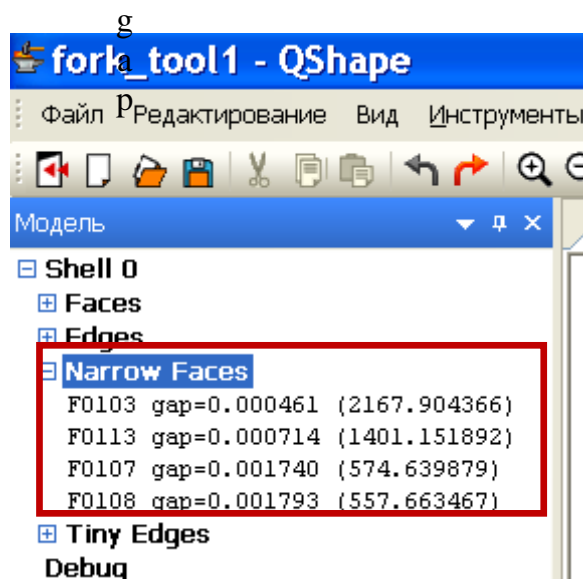 g
a
p
fork_tool1 - QShape
Файл Редактирование Вид Инструменты
Модель
Shell 0
Faces
Edges
Narrow Faces
F0103 gap=0.000461 (2167.904366)
F0113 gap=0.000714 (1401.151892)
F0107 gap=0.001740 (574.639879)
F0108 gap=0.001793 (557.663467)
Tiny Edges
Debug